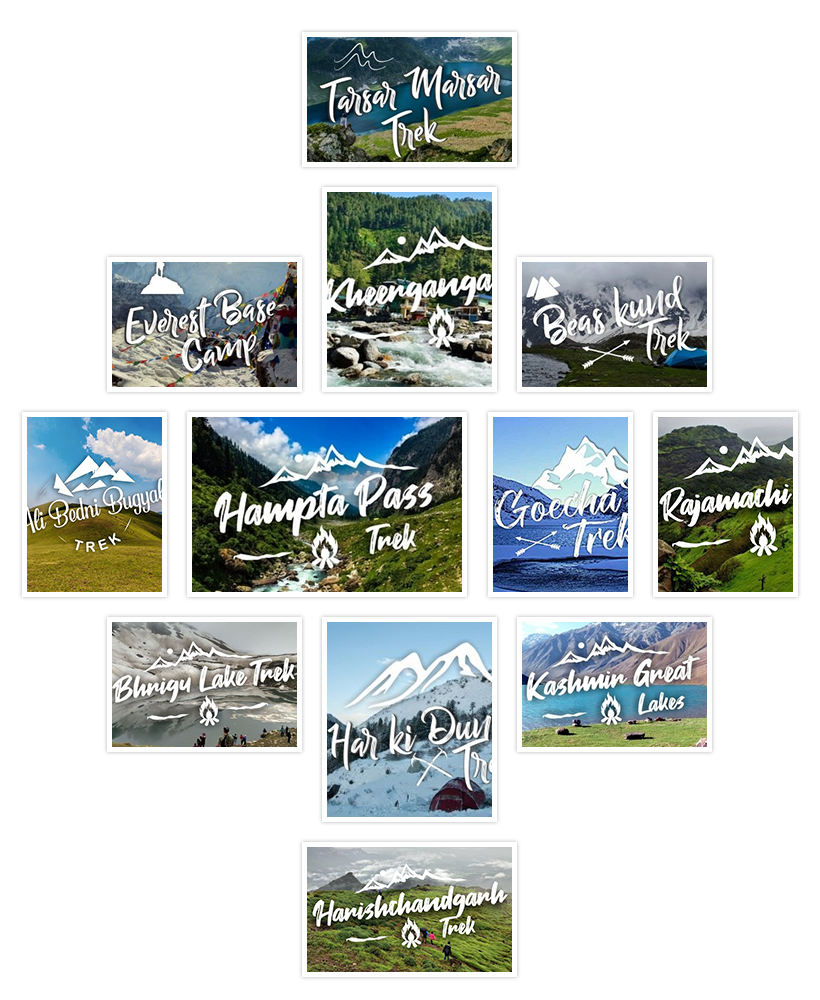 Tarsar Marsar
Trek
Kheerganga
Everest Base
Camp
Beas kund
Trek
Ali Bedni Bugyal
TREK
Hampta Pass
Trek
Goecha
Trek
Rajamachi
Bhrigu Lake Trek
Har ki Dun
Tre
Kashmir Great
Lakes
Harishchandgarh
Trek